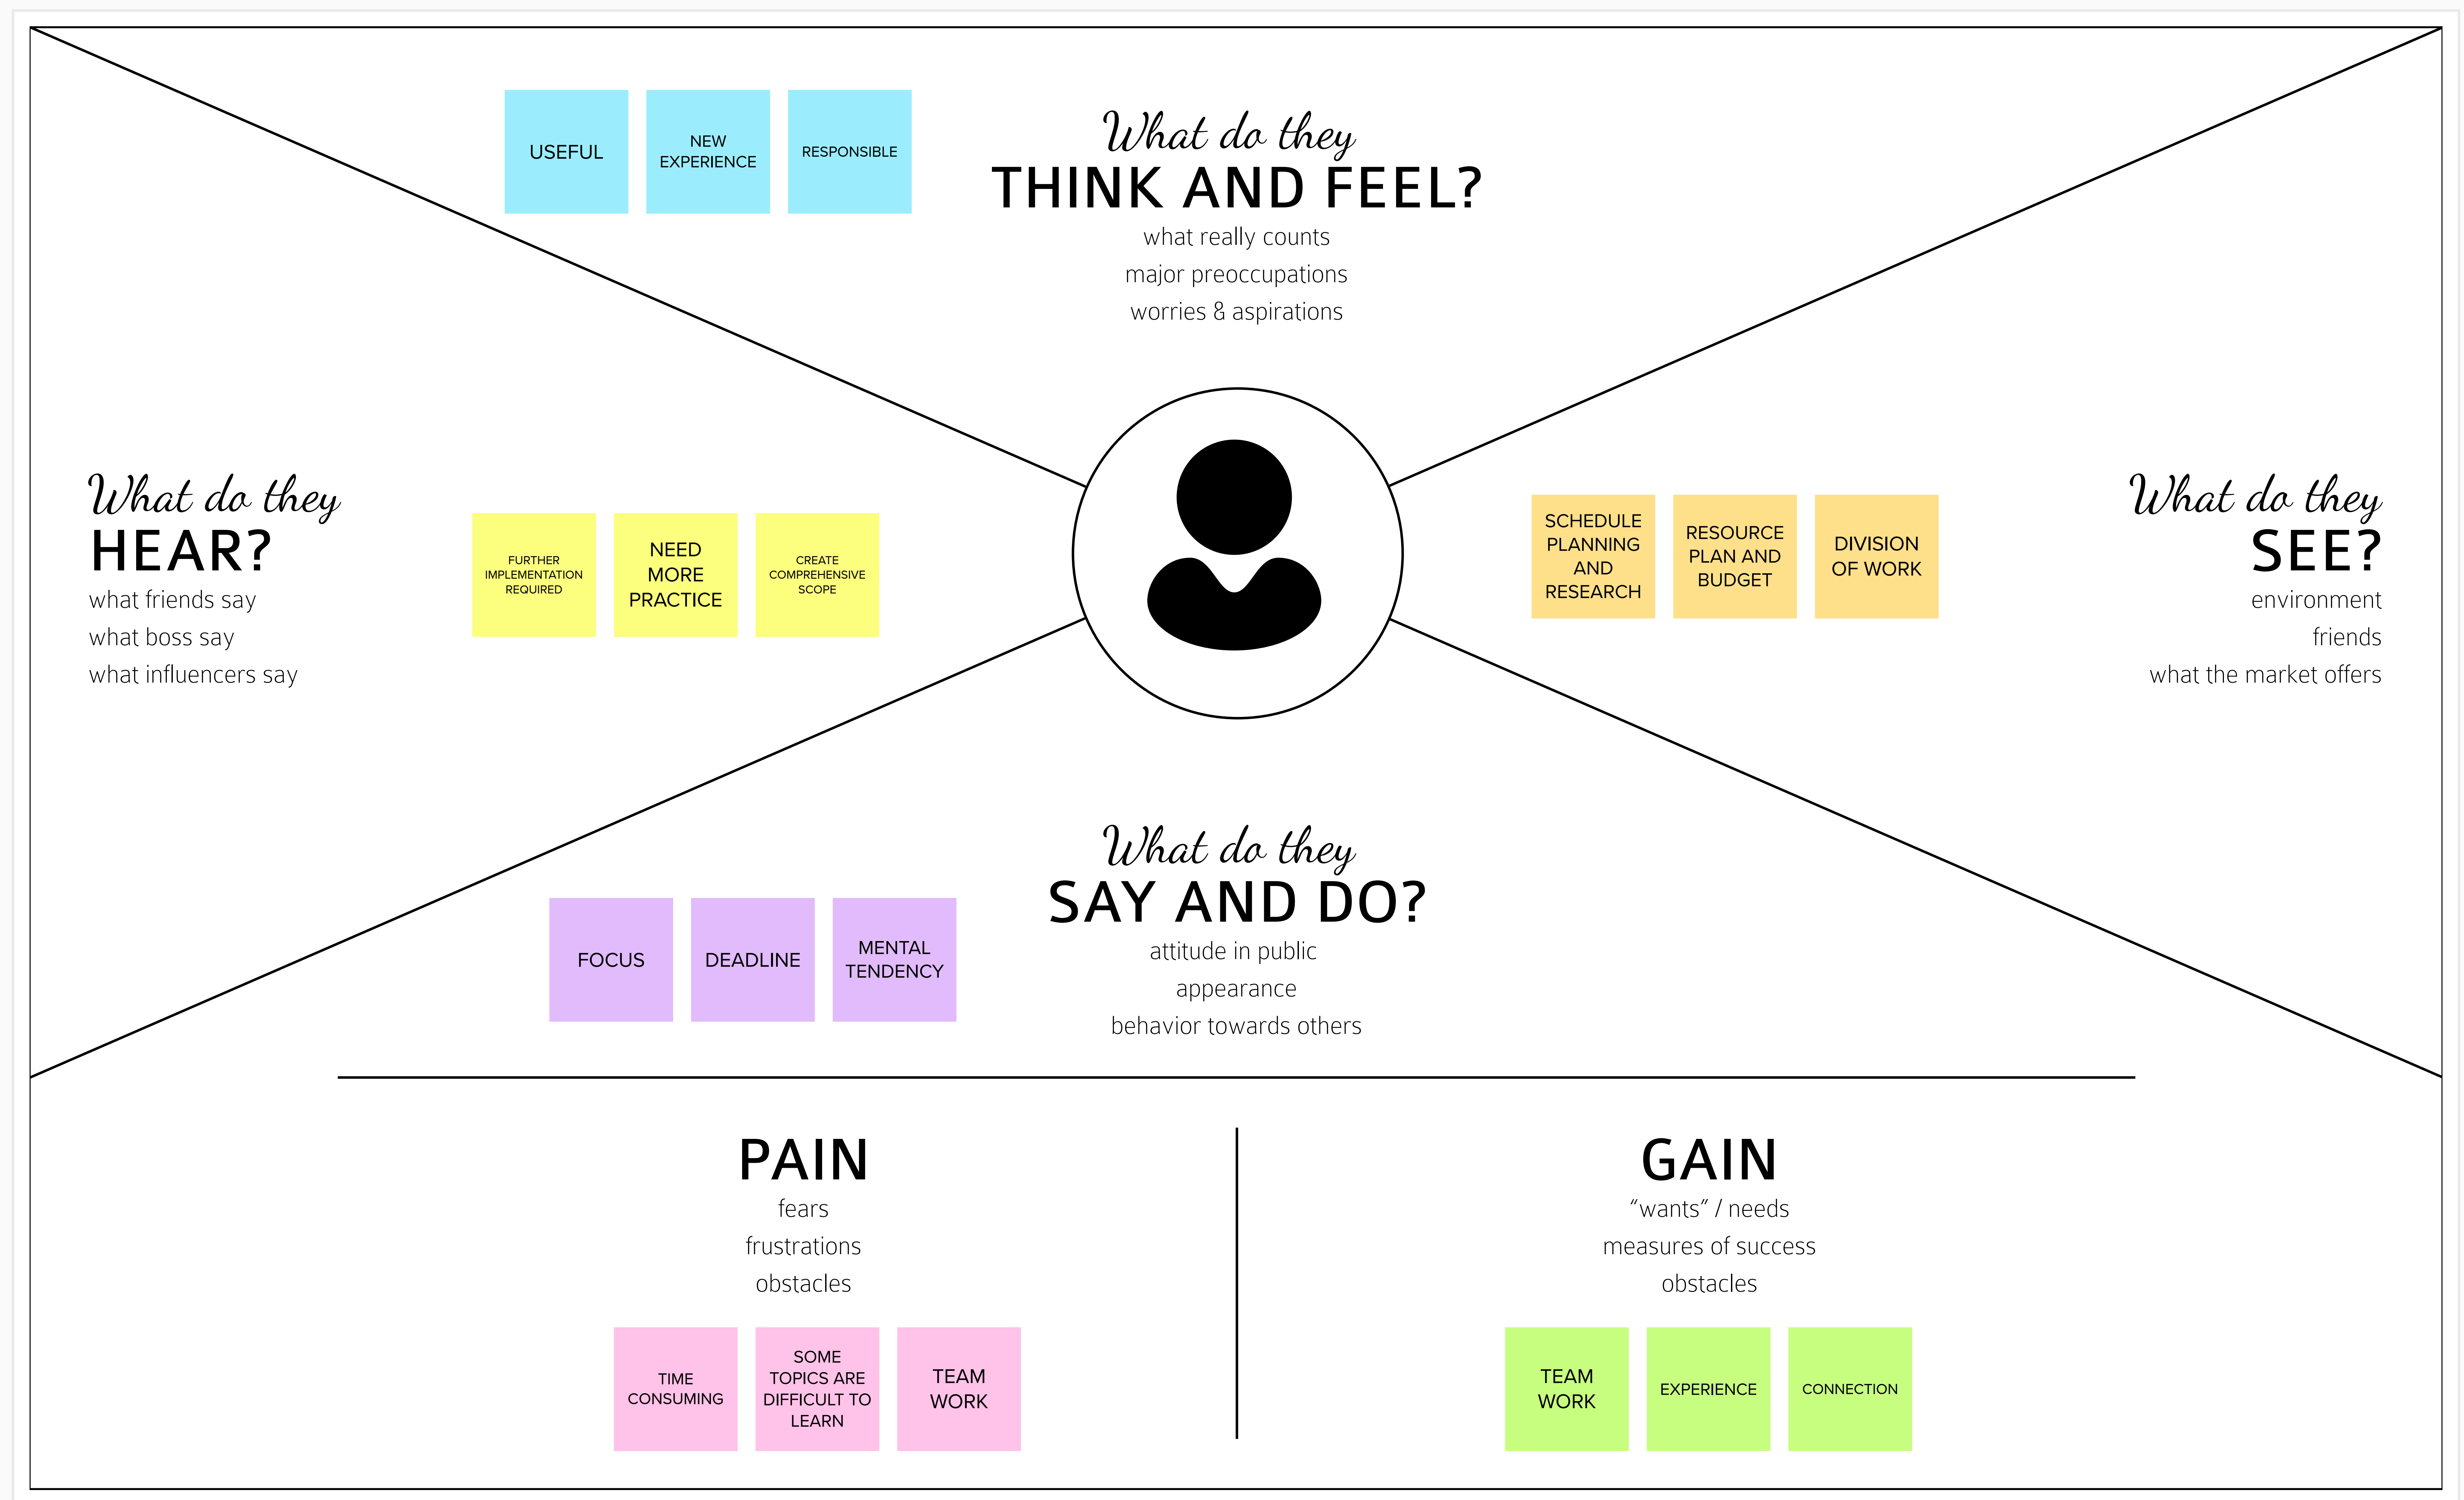 USEFUL
NEW
EXPERIENCE
RESPONSIBLE
What do they
THINK AND FEEL?
what really counts
major preoccupations
worries & aspirations
What do they
HEAR?
what friends say
what boss say
what influencers say
FURTHER
IMPLEMENTATION
REQUIRED
NEED
MORE
PRACTICE
CREATE
COMPREHENSIVE
SCOPE
SCHEDULE
PLANNING
AND
RESEARCH
RESOURCE
PLAN AND
BUDGET
DIVISION
OF WORK
What do they
SEE?
environment
friends
what the market offers
What do they
SAY AND DO?
attitude in public
appearance
behavior towards others
FOCUS
DEADLINE
MENTAL
TENDENCY
PAIN
fears
frustrations
obstacles
TIME
CONSUMING
SOME
TOPICS ARE
DIFFICULT TO
LEARN
TEAM
WORK
GAIN
“wants” / needs
measures of success
obstacles
TEAM
WORK
EXPERIENCE
CONNECTION